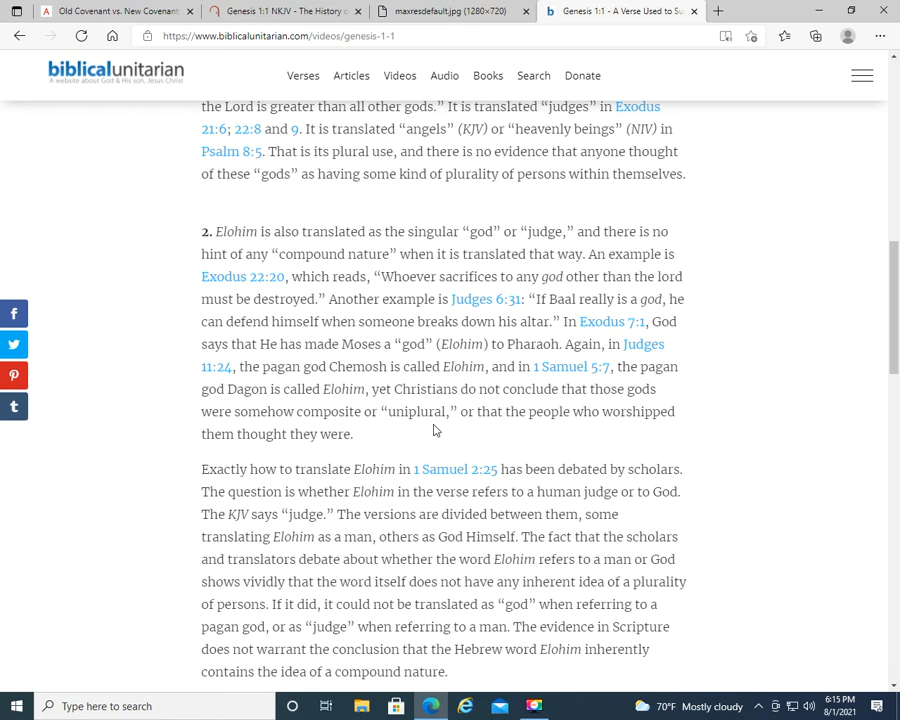 Old Covenant vs. New Covenant:
Genesis 1:1 NKJV - The History o
maxresdefault.jpg (1280×720)
Genesis 1:1 - A Verse Used to Su
https://www.biblicalunitarian.com/videos/genesis-1-1
biblicalunitarian
A website about God & His son, Jesus Christ
Verses Articles Videos Audio Books Search Donate
the Lord is greater than all other gods.” It is translated “judges” in Exodus
21:6; 22:8 and 9. It is translated “angels” (KJV) or “heavenly beings” (NIV) in
Psalm 8:5. That is its plural use, and there is no evidence that anyone thought
of these “gods” as having some kind of plurality of persons within themselves.
2. Elohim is also translated as the singular “god” or “judge,” and there is no
hint of any “compound nature” when it is translated that way. An example is
Exodus 22:20, which reads, “Whoever sacrifices to any god other than the lord
must be destroyed.” Another example is Judges 6:31: “If Baal really is a god, he
can defend himself when someone breaks down his altar.” In Exodus 7:1, God
says that He has made Moses a “god” (Elohim) to Pharaoh. Again, in Judges
11:24, the pagan god Chemosh is called Elohim, and in 1 Samuel 5:7, the pagan
god Dagon is called Elohim, yet Christians do not conclude that those gods
were somehow composite or “uniplural,” or that the people who worshipped
them thought they were.
Exactly how to translate Elohim in 1 Samuel 2:25 has been debated by scholars.
The question is whether Elohim in the verse refers to a human judge or to God.
The KJV says “judge.” The versions are divided between them, some
translating Elohim as a man, others as God Himself. The fact that the scholars
and translators debate about whether the word Elohim refers to a man or God
shows vividly that the word itself does not have any inherent idea of a plurality
of persons. If it did, it could not be translated as “god” when referring to a
pagan god, or as “judge” when referring to a man. The evidence in Scripture
does not warrant the conclusion that the Hebrew word Elohim inherently
contains the idea of a compound nature.
Type here to search
70°F Mostly cloudy
6:15 PM
8/1/2021